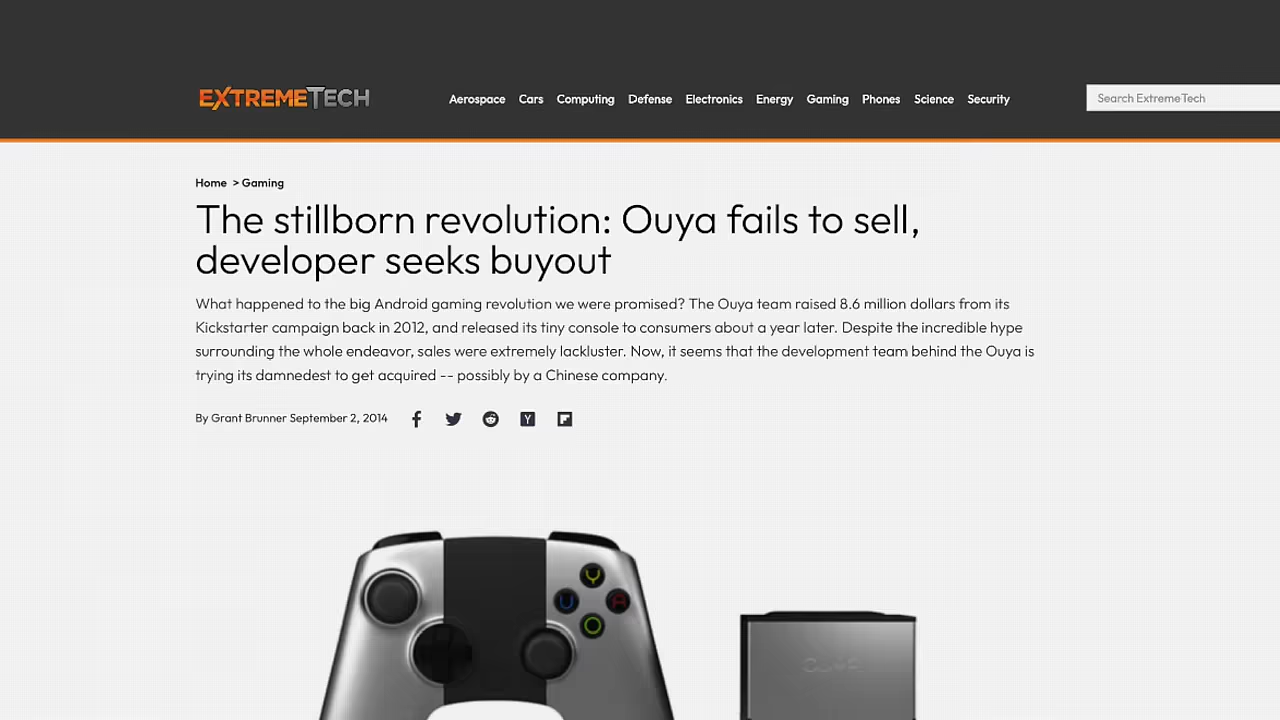 EXTREMETECH
Aerospace Cars Computing Defense Electronics Energy Gaming Phones Science Security
Search ExtremeTech
Home > Gaming
The stillborn revolution: Ouya fails to sell,
developer seeks buyout
What happened to the big Android gaming revolution we were promised? The Ouya team raised 8.6 million dollars from its
Kickstarter campaign back in 2012, and released its tiny console to consumers about a year later. Despite the incredible hype
surrounding the whole endeavor, sales were extremely lackluster. Now, it seems that the development team behind the Ouya is
trying its damnedest to get acquired -- possibly by a Chinese company.
By Grant Brunner September 2, 2014
Y
U A
O
OUYA